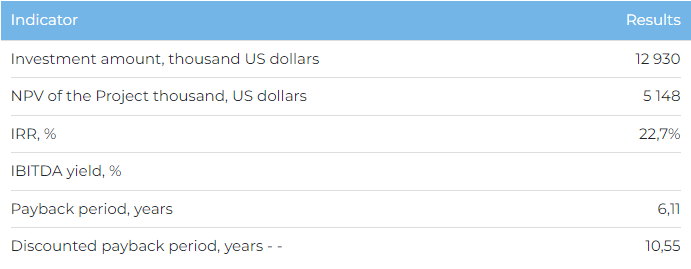 Indicator Results
Investment amount, thousand US dollars 12 930
NPV of the Project thousand, US dollars 5 148
IRR, % 22,7%
IBITDA yield, %
Payback period, years 6,11
Discounted payback period, years - - 10,55